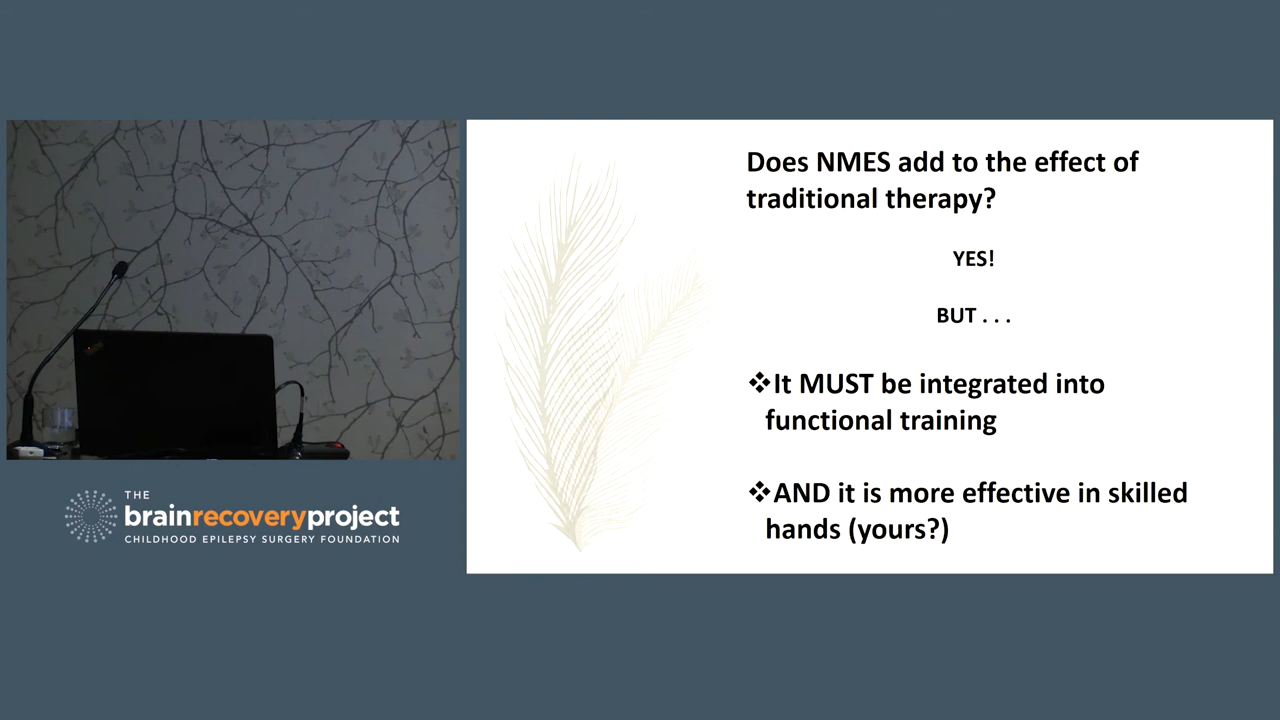 Does NMES add to the effect of
traditional therapy?
YES!
BUT . . .
❖It MUST be integrated into
functional training
❖AND it is more effective in skilled
hands (yours?)
THE
brainrecoveryproject
CHILDHOOD EPILEPSY SURGERY FOUNDATION